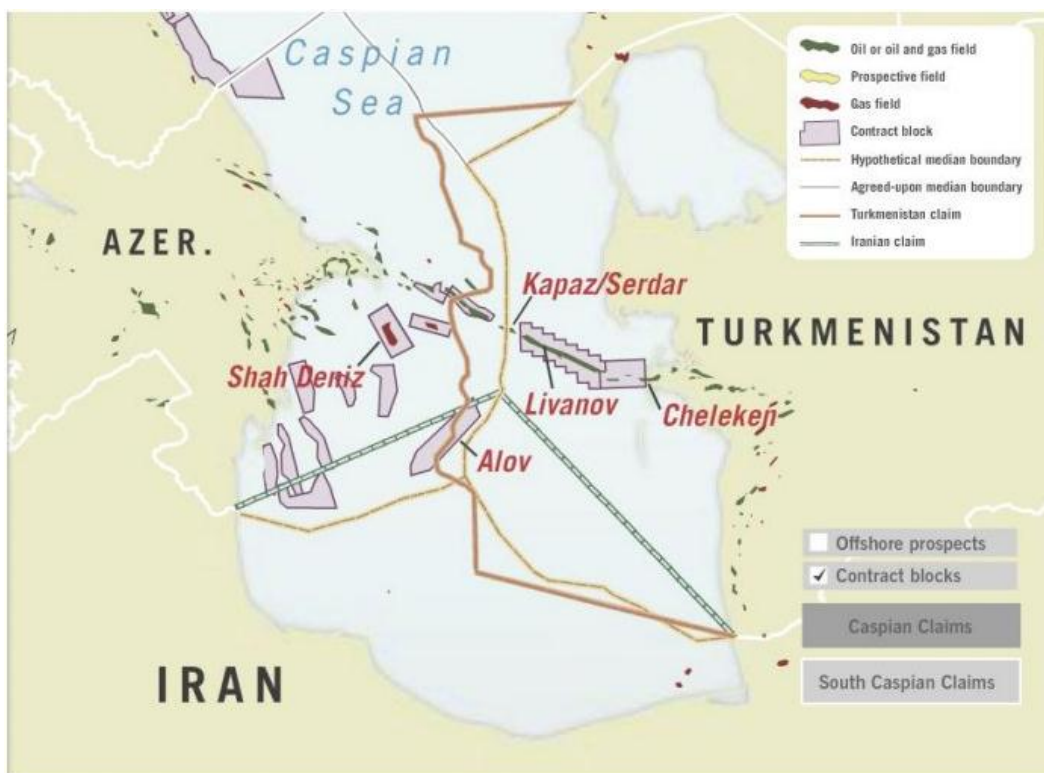 Caspian
Sea
Oil or oil and gas field
Prospective field
Gas field
Contract block
Hypothetical median boundary
Agreed-upon median boundary
Turkmenistan claim
Iranian claim
AZER.
Kapaz/Serdar
TURKMENISTAN
Shah Deniz
Livanov
Cheleken
Alov
Offshore prospects
Contract blocks
Caspian Claims
IRAN
South Caspian Claims